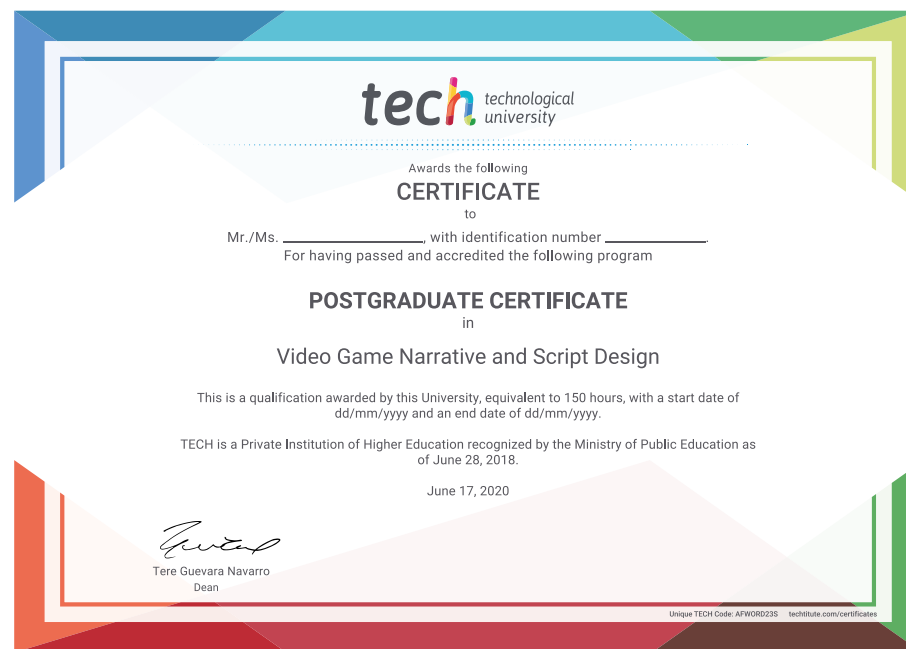 tech technological
university
Awards the following
CERTIFICATE
to
Mr./Ms. ____________________, with identification number ______________.
For having passed and accredited the following program
POSTGRADUATE CERTIFICATE
in
Video Game Narrative and Script Design
This is a qualification awarded by this University, equivalent to 150 hours, with a start date of
dd/mm/yyyy and an end date of dd/mm/yyyy.
TECH is a Private Institution of Higher Education recognized by the Ministry of Public Education as
of June 28, 2018.
June 17, 2020
Tere Guevara Navarro
Dean
Unique TECH Code: AFWORD23S techtitute.com/certificates